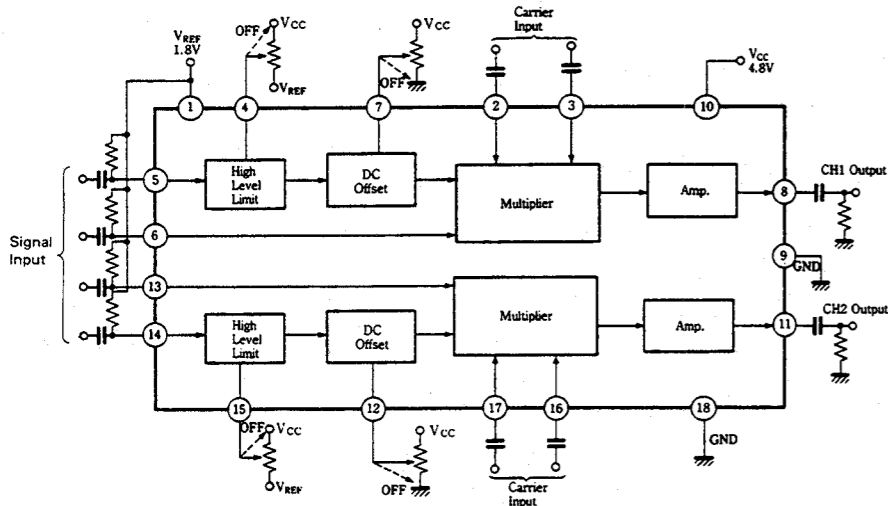 Carrier
Input
VCC
VCC
OFF
VREF
1.8V
VREF
OFF
VCC
4.8V
1
4
7
2
3
10
5
High
Level
Limit
DC
Offset
Multiplier
Amp.
8
CH1 Output
6
Signal
Input
9
GND
13
14
High
Level
Limit
DC
Offset
Multiplier
Amp.
11
CH2 Output
15
12
17
16
18
OFF
VCC
VCC
GND
VREF
OFF
Carrier
Input